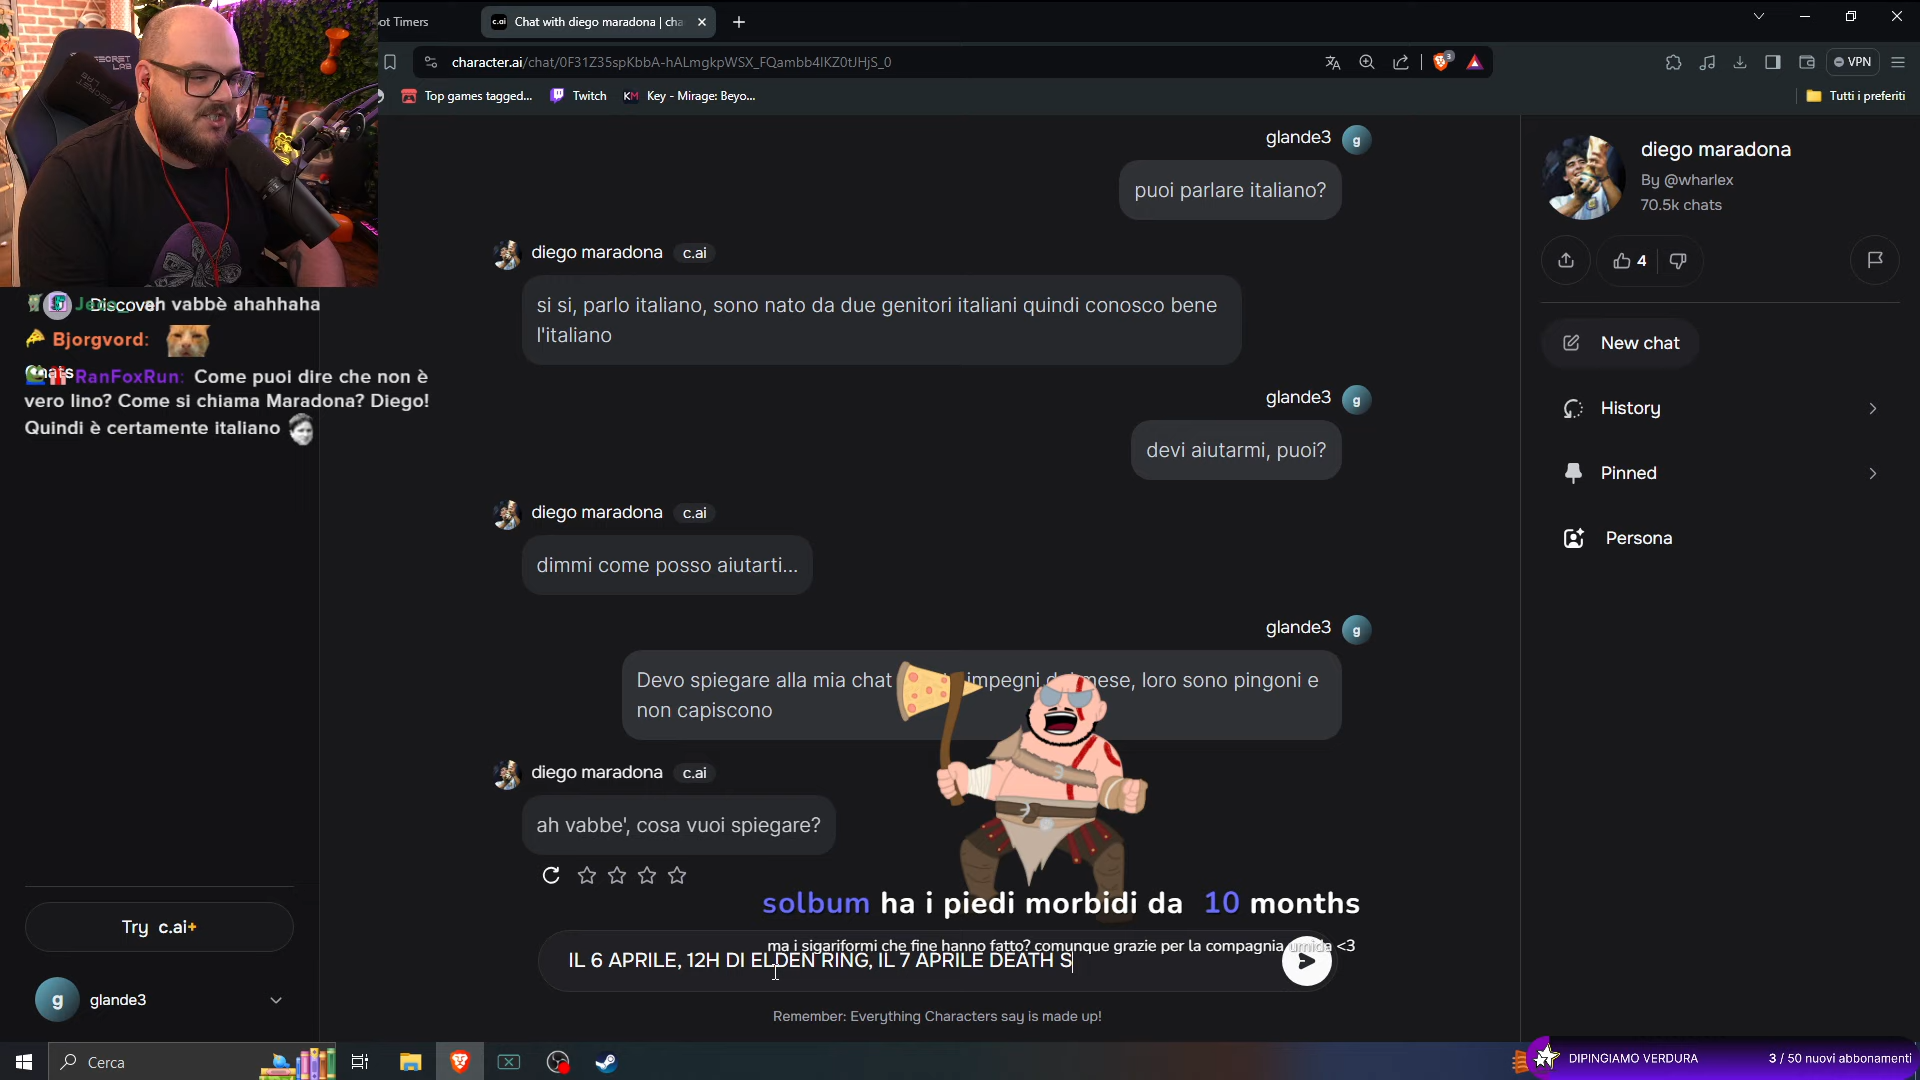 ot Timers
Chat with diego maradona | cha
character.ai/chat/0F31Z35spKbbA-hALmgkpWSX_FQambb4lKZ0tJHjS_0
3
VPN
Top games tagged...
Twitch
KM Key - Mirage: Beyo...
Tutti i preferiti
SECRET LAB
glande3
g
puoi parlare italiano?
diego maradona c.ai
si si, parlo italiano, sono nato da due genitori italiani quindi conosco bene
l'italiano
glande3
g
devi aiutarmi, puoi?
diego maradona c.ai
dimmi come posso aiutarti...
glande3
g
Devo spiegare alla mia chat impegni mese, loro sono pingoni e
non capiscono
diego maradona c.ai
ah vabbe', cosa vuoi spiegare?
solbum ha i piedi morbidi da 10 months
ma i sigariformi che fine hanno fatto? comunque grazie per la compagnia umida <3
IL 6 APRILE, 12H DI ELDEN RING, IL 7 APRILE DEATH S
Remember: Everything Characters say is made up!
Discover
ah vabbè ahahhaha
Bjorgvord:
Chats
RanFoxRun: Come puoi dire che non è
vero lino? Come si chiama Maradona? Diego!
Quindi è certamente italiano
Try c.ai+
g glande3
diego maradona
By @wharlex
70.5k chats
4
New chat
History
Pinned
Persona
Cerca
DIPINGIAMO VERDURA 3 / 50 nuovi abbonamenti